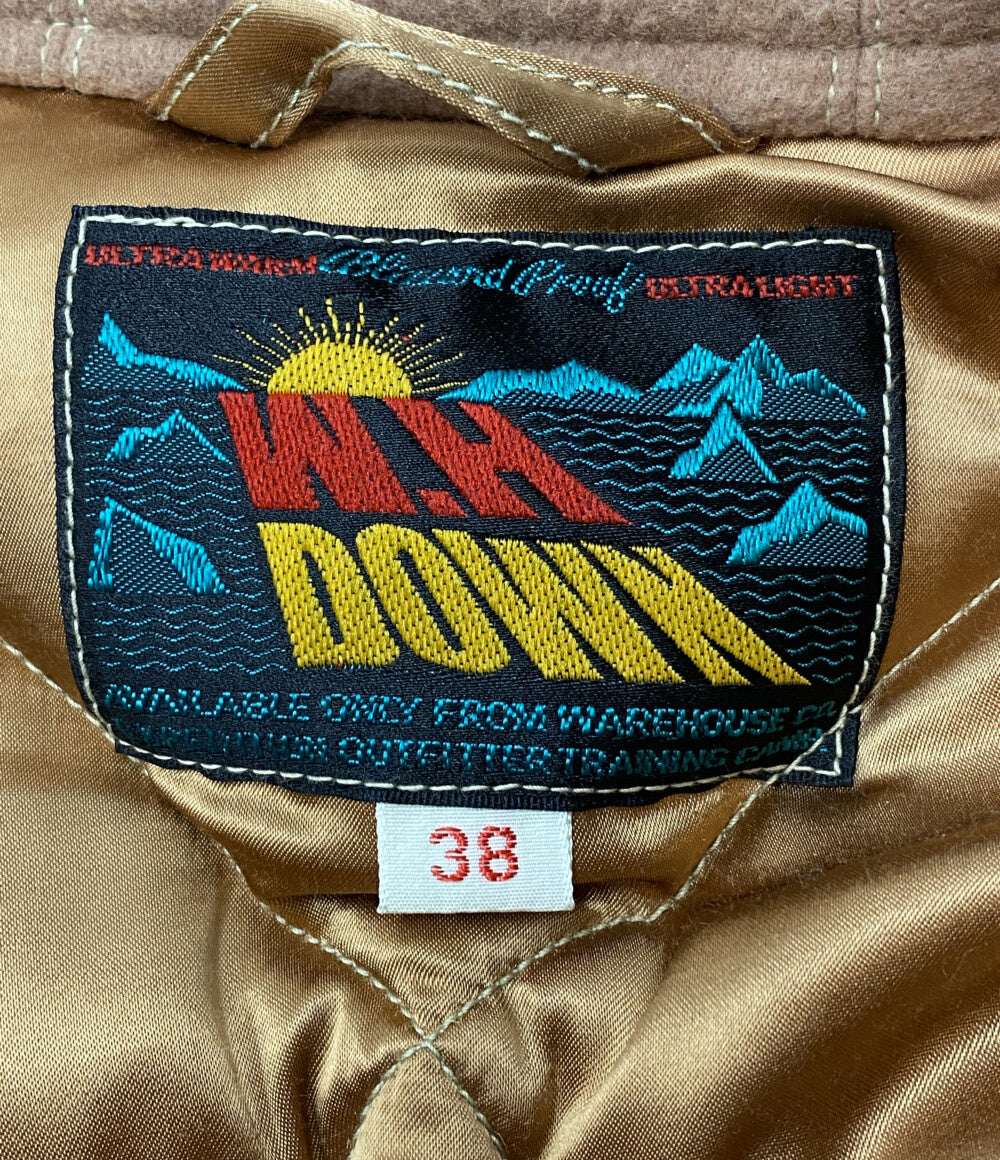 ULTRA WARM Blizzard Proof ULTRA LIGHT
W.H
DOWN
AVAILABLE ONLY FROM WAREHOUSE CO.
OUTFITTER TRAINING CAMP
38